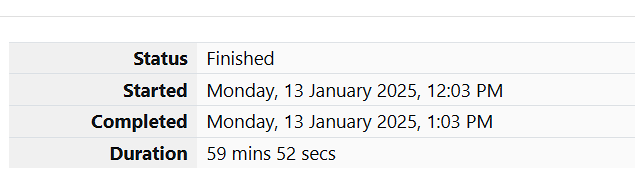 Status Finished
Started Monday, 13 January 2025, 12:03 PM
Completed Monday, 13 January 2025, 1:03 PM
Duration 59 mins 52 secs